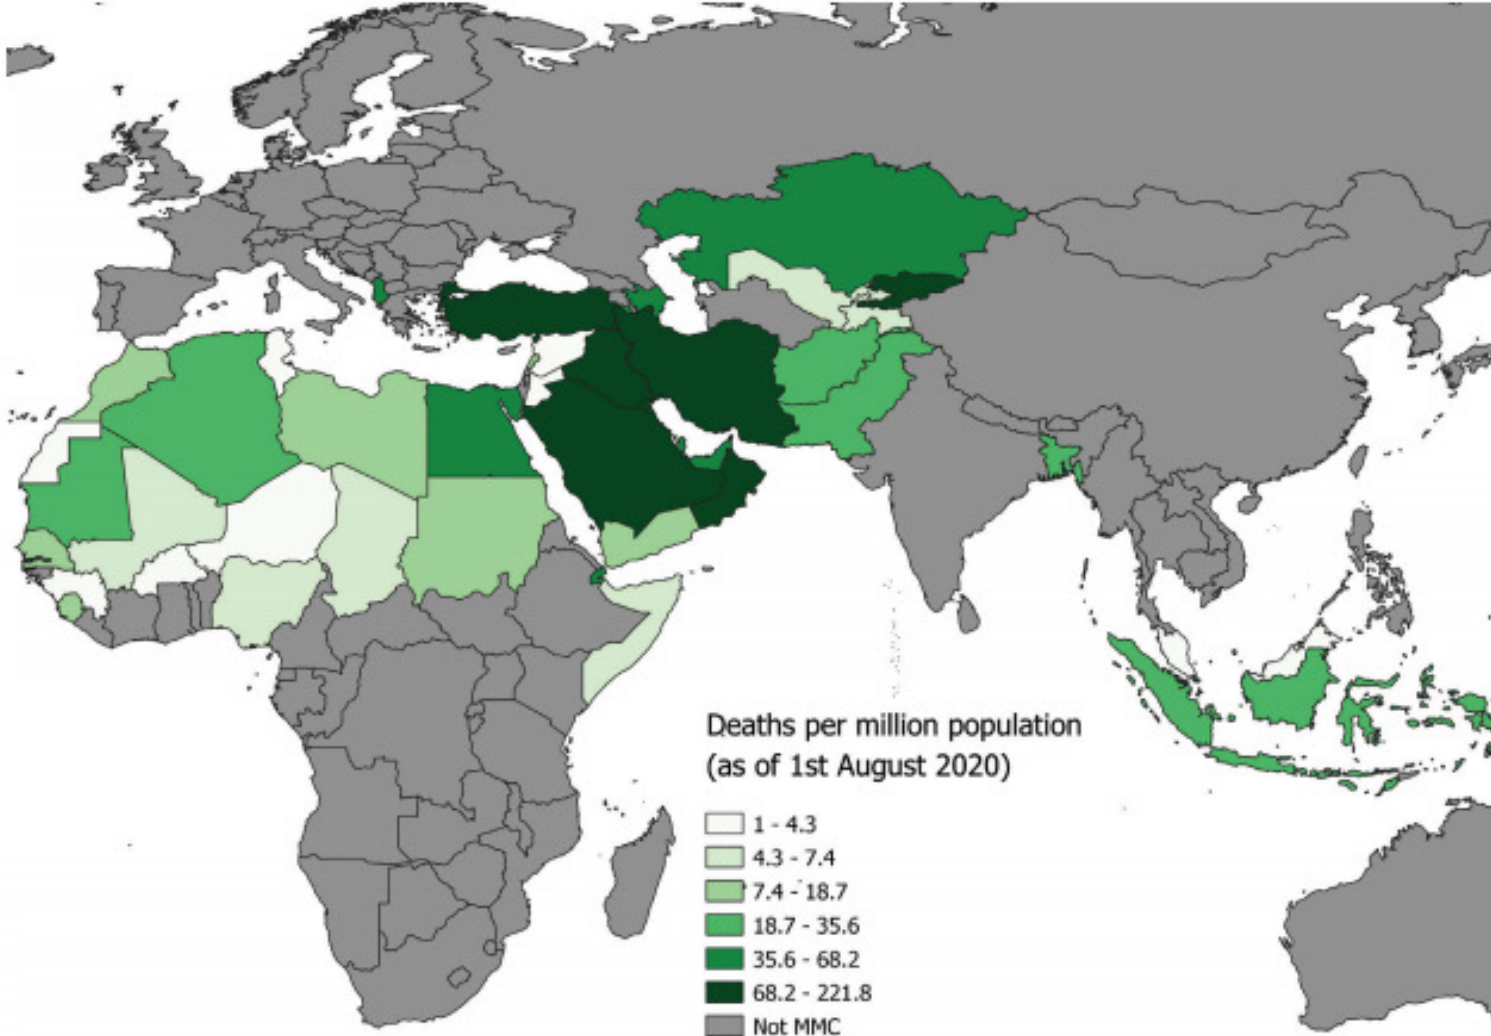 Deaths per million population
(as of 1st August 2020)
1 - 4.3
4.3 - 7.4
7.4 - 18.7
18.7 - 35.6
35.6 - 68.2
68.2 - 221.8
Not MMC